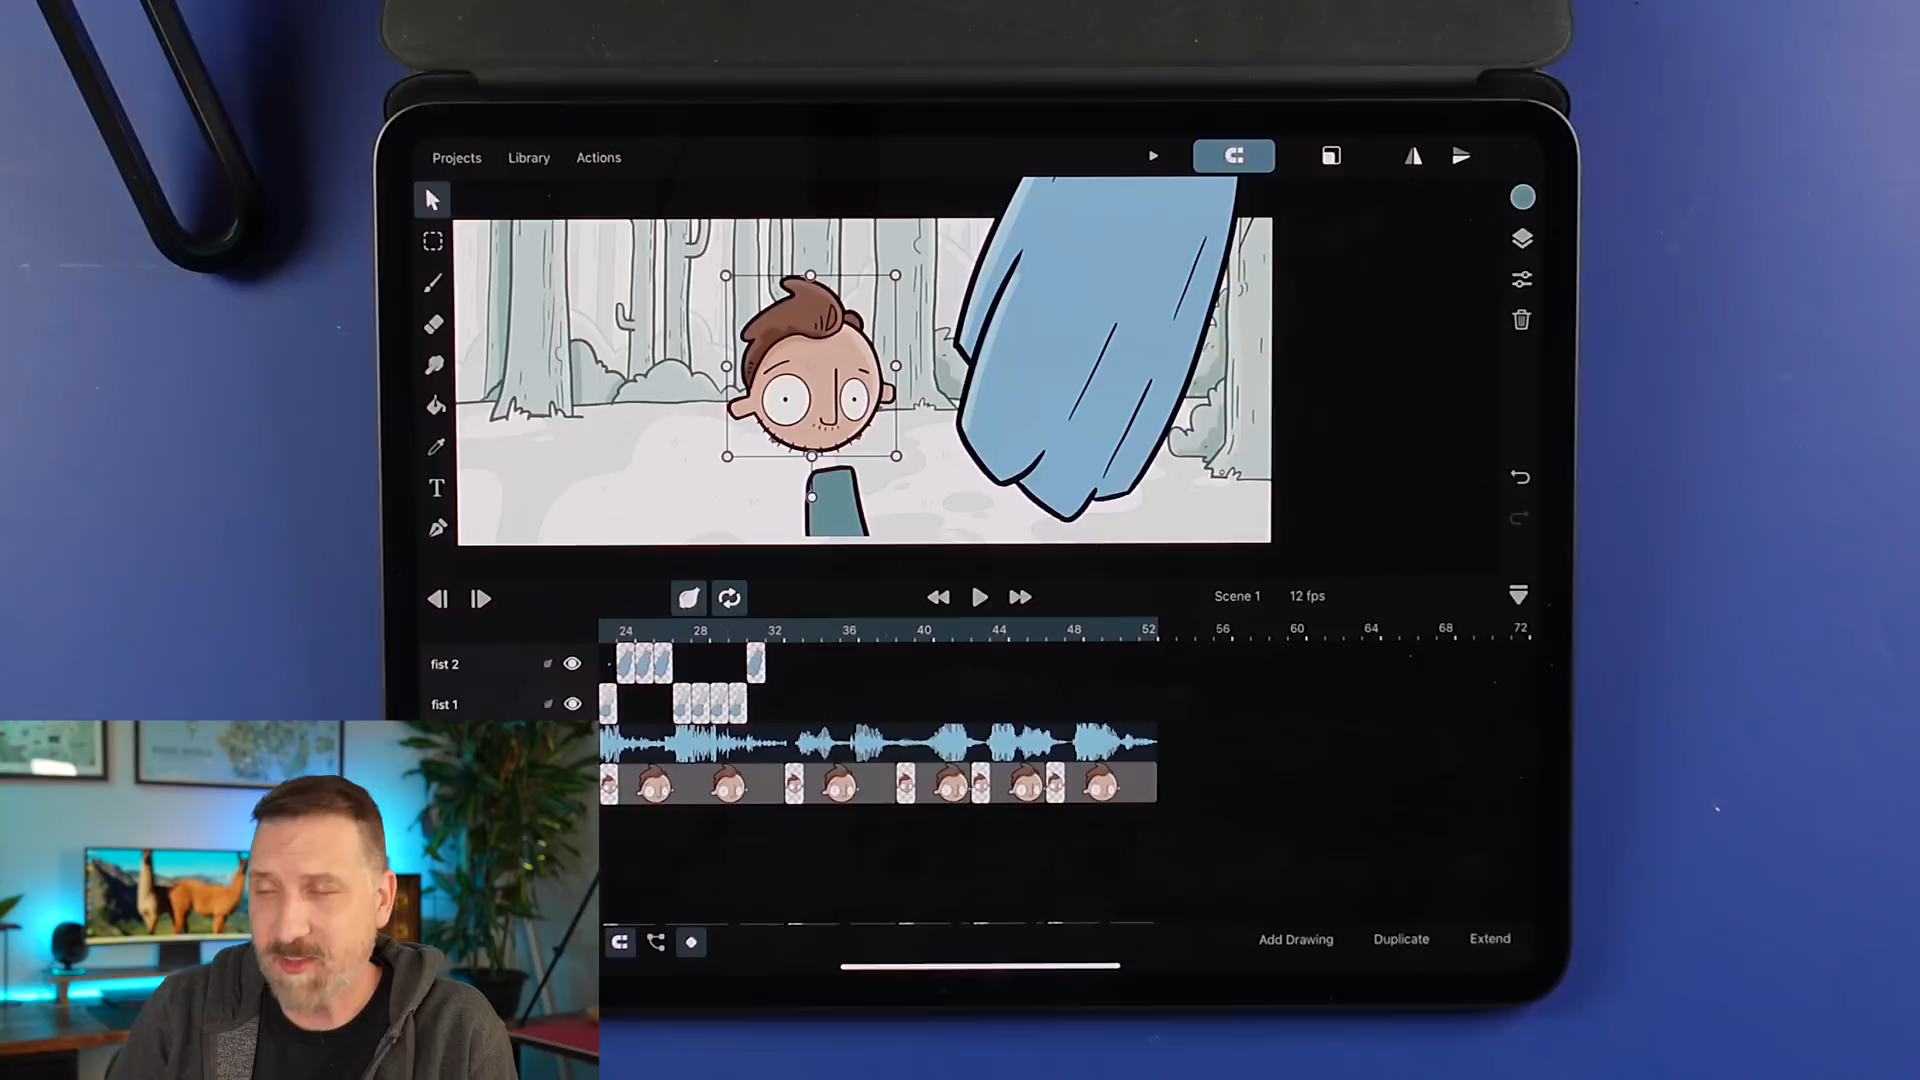 Projects Library Actions
T
Scene 1 12 fps
24 28 32 36 40 44 48 52 56 60 64 68 72
fist 2
fist 1
Add Drawing Duplicate Extend